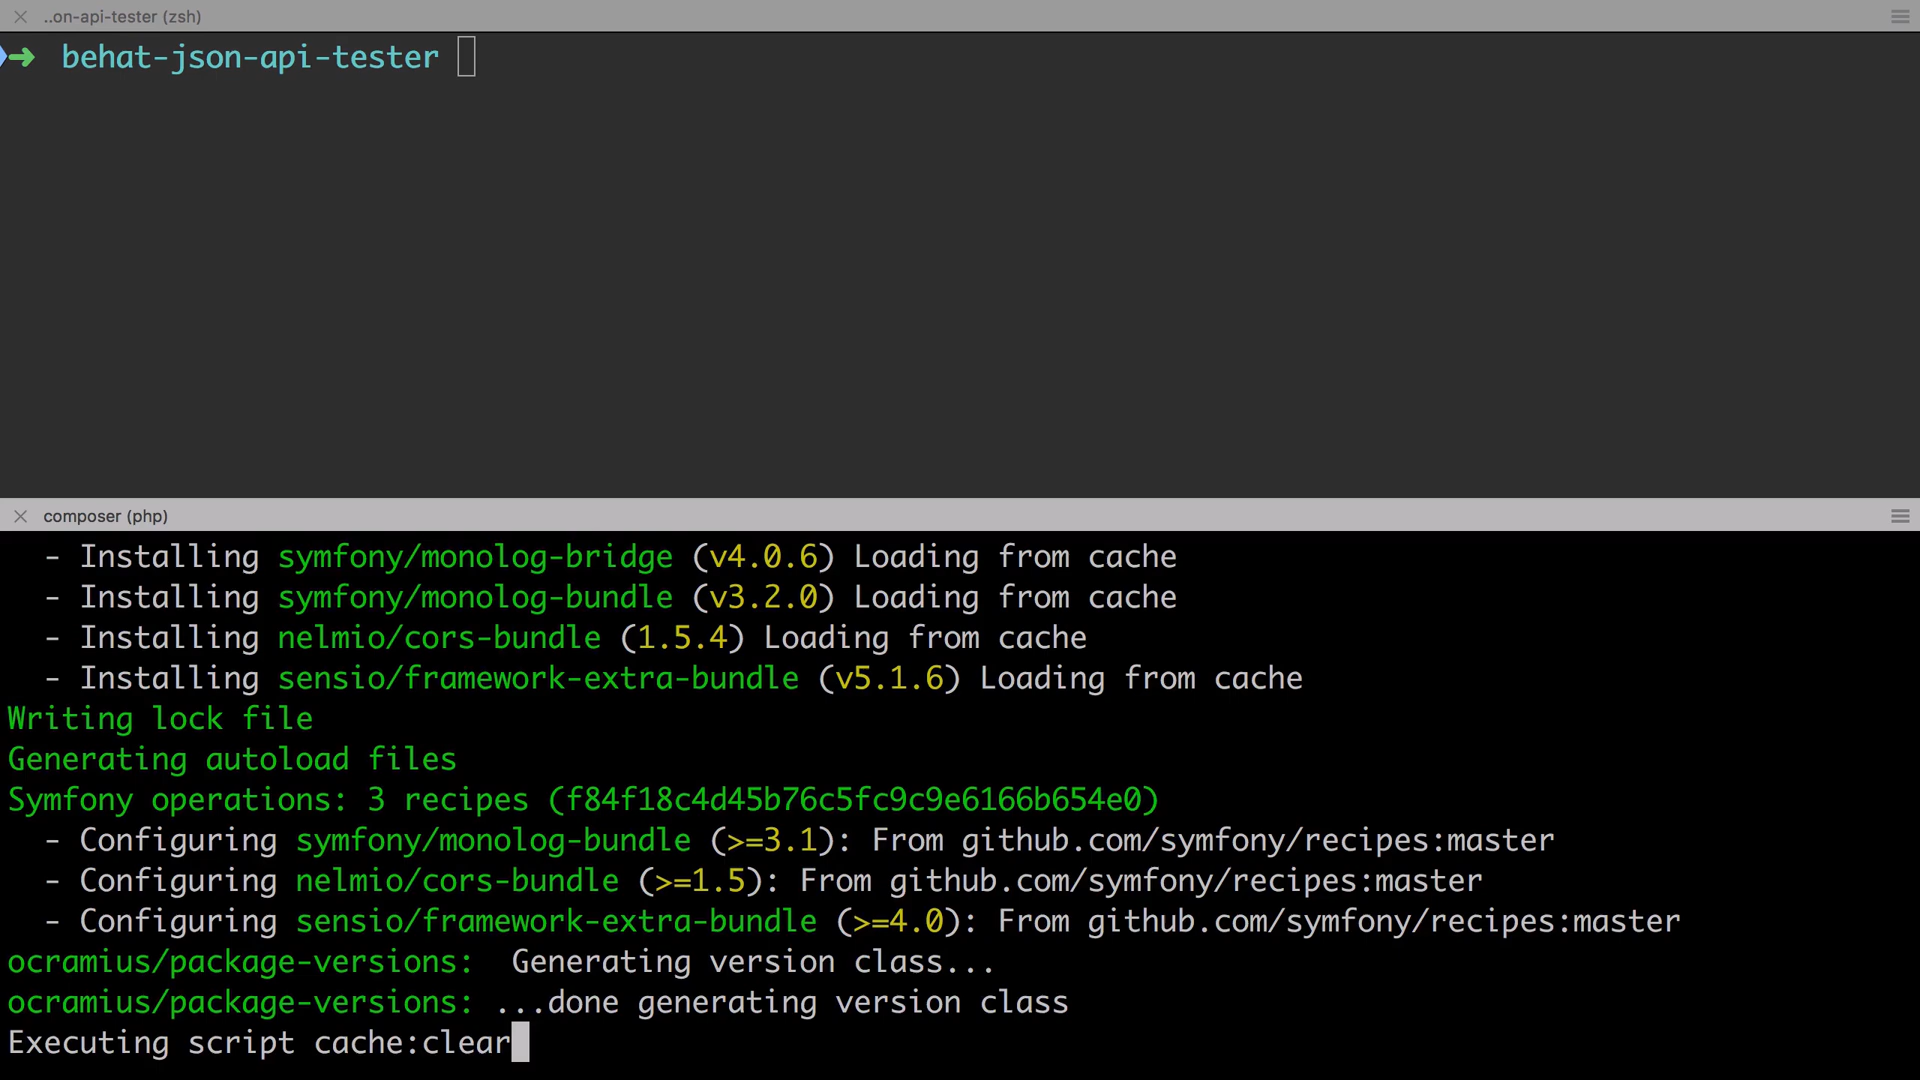 ..on-api-tester (zsh)
➜ behat-json-api-tester
composer (php)
- Installing symfony/monolog-bridge (v4.0.6) Loading from cache
- Installing symfony/monolog-bundle (v3.2.0) Loading from cache
- Installing nelmio/cors-bundle (1.5.4) Loading from cache
- Installing sensio/framework-extra-bundle (v5.1.6) Loading from cache
Writing lock file
Generating autoload files
Symfony operations: 3 recipes (f84f18c4d45b76c5fc9c9e6166b654e0)
- Configuring symfony/monolog-bundle (>=3.1): From github.com/symfony/recipes:master
- Configuring nelmio/cors-bundle (>=1.5): From github.com/symfony/recipes:master
- Configuring sensio/framework-extra-bundle (>=4.0): From github.com/symfony/recipes:master
ocramius/package-versions:  Generating version class...
ocramius/package-versions: ...done generating version class
Executing script cache:clear